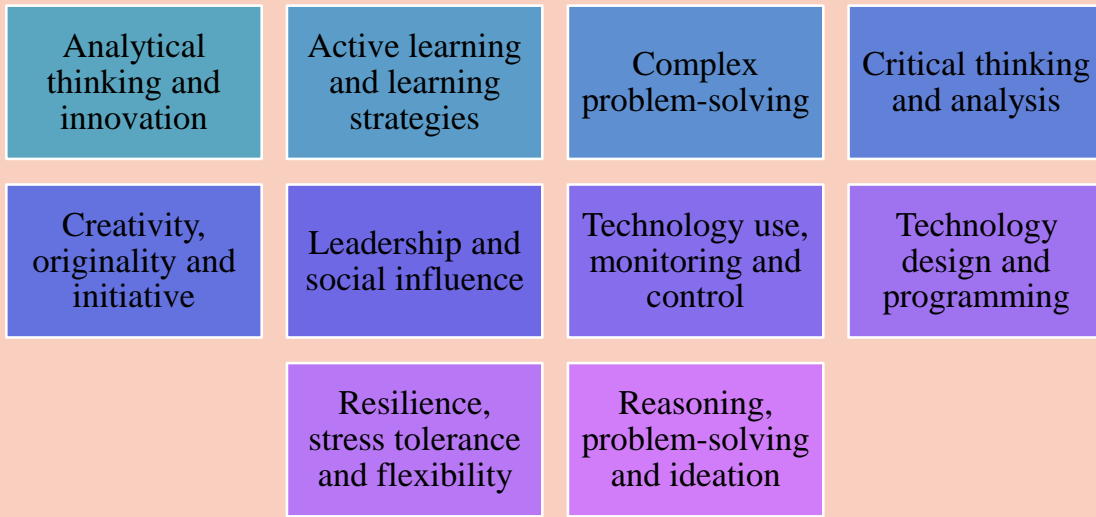 Analytical
thinking and
innovation
Active learning
and learning
strategies
Complex
problem-solving
Critical thinking
and analysis
Creativity,
originality and
initiative
Leadership and
social influence
Technology use,
monitoring and
control
Technology
design and
programming
Resilience,
stress tolerance
and flexibility
Reasoning,
problem-solving
and ideation